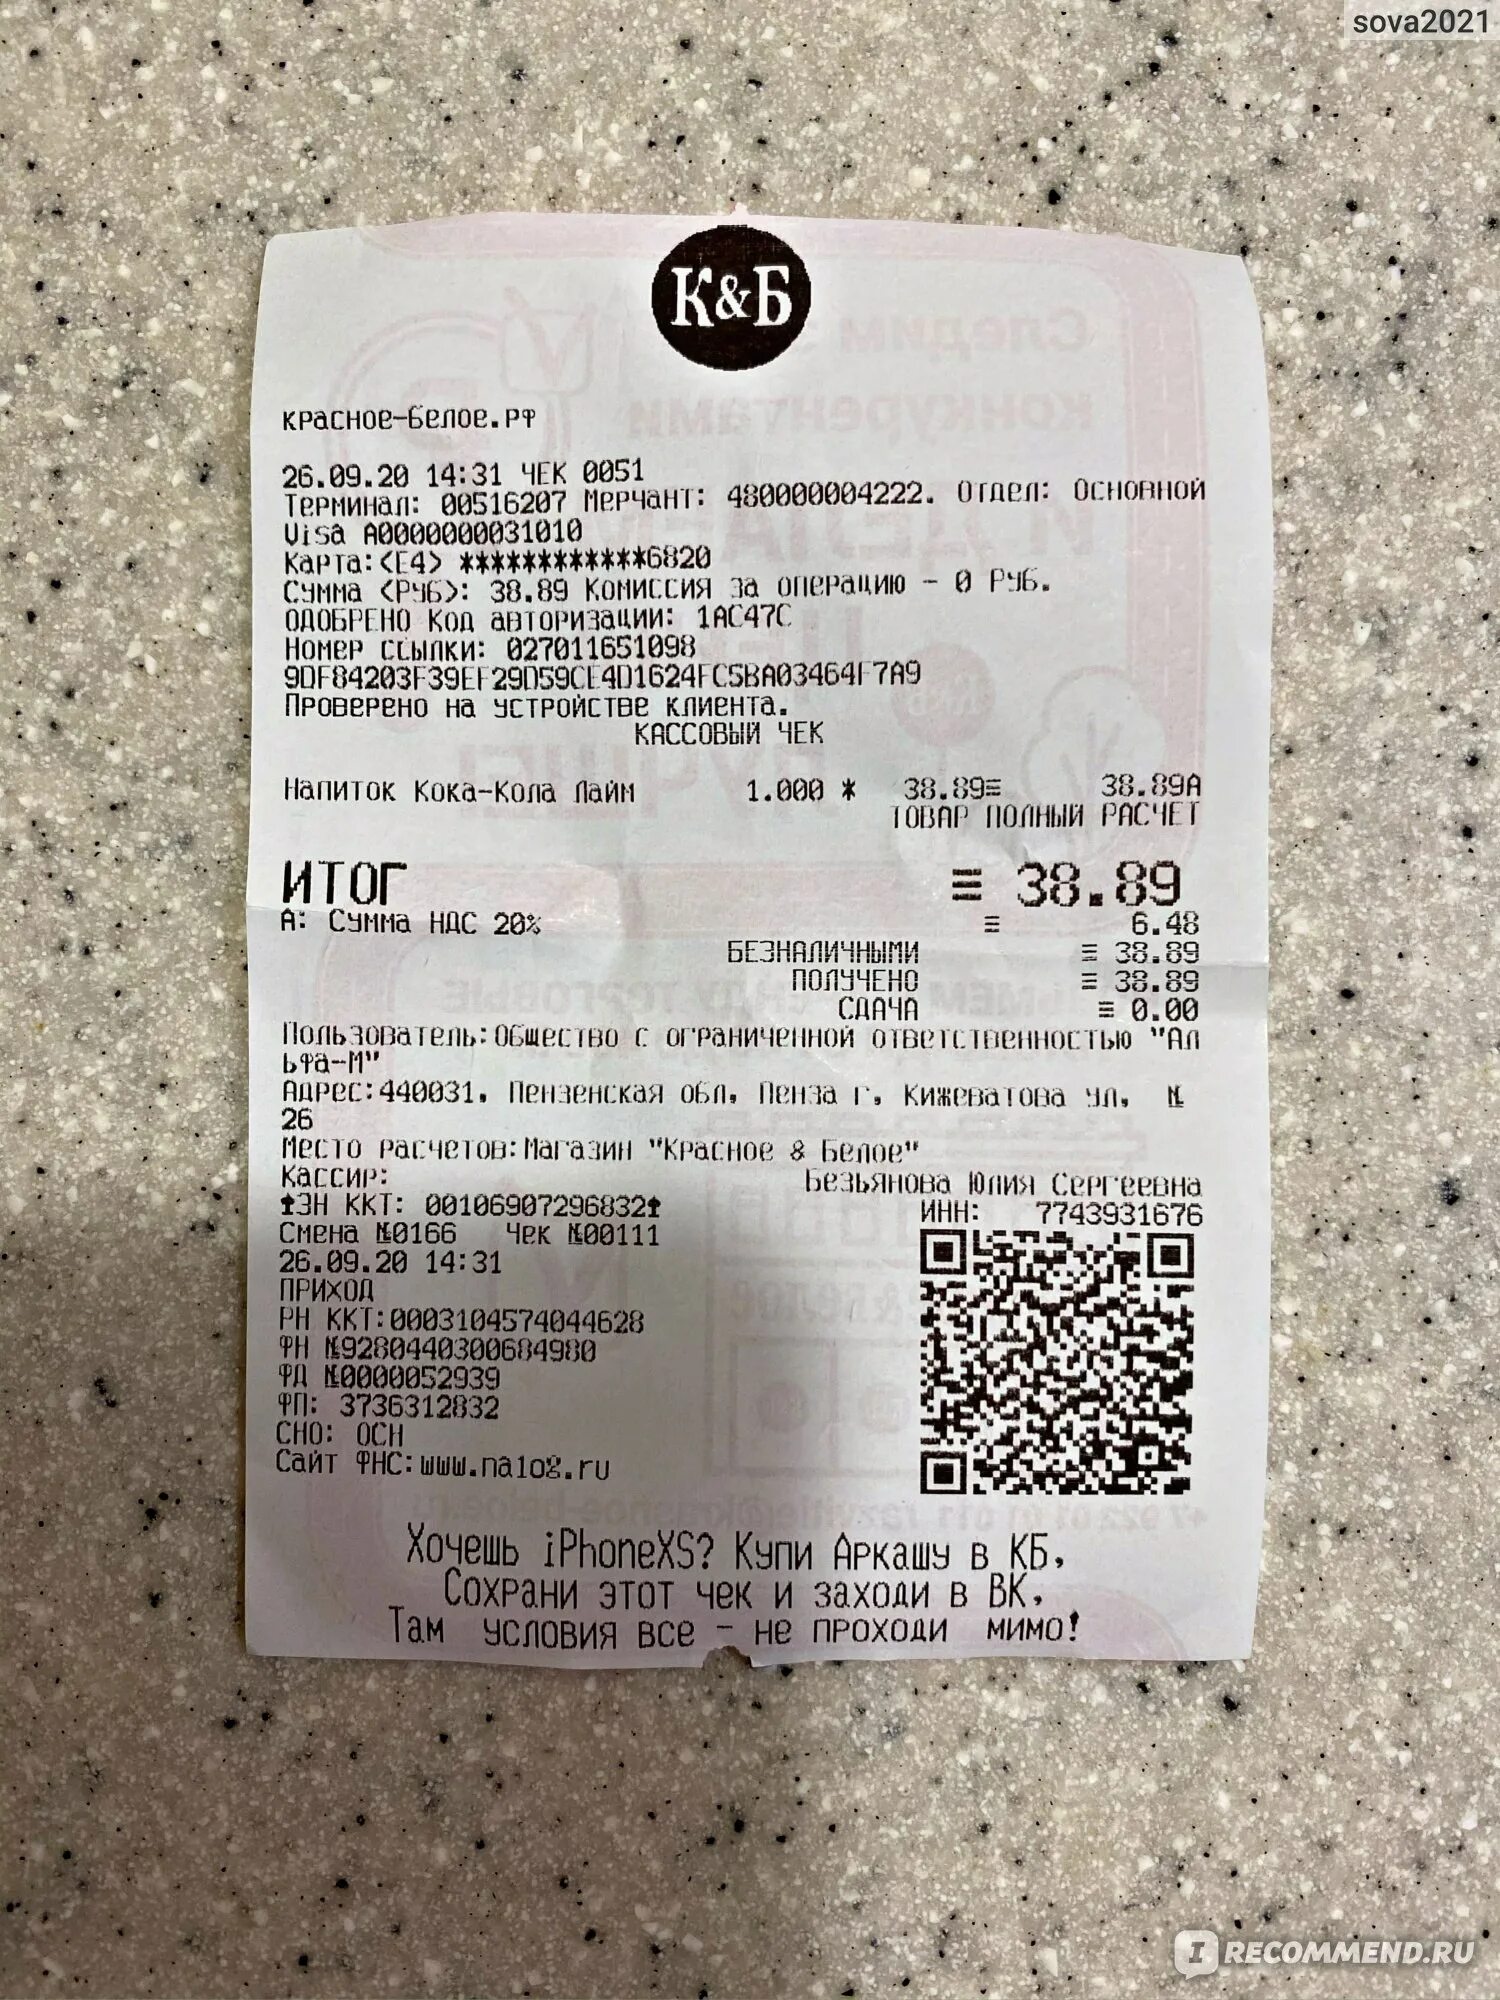 sova2021
К&Б
красное-белое.рф
26.09.20 14:31 ЧЕК 0051
Терминал: 00516207 Мерчант: 480000004222. Отдел: Основной
Visa A0000000031010
Карта:(E4) ************6820
Сумма (Руб): 38.89 Комиссия за операцию - 0 Руб.
ОДОБРЕНО Код авторизации: 1AC47C
Номер ссылки: 027011651098
9DF84203F39EF29D59CE4D1624FC5BA03464F7A9
Проверено на устройстве клиента.
КАССОВЫЙ ЧЕК
Напиток Кока-Кола Лайм 1.000 * 38.89≡ 38.89А
ТОВАР ПОЛНЫЙ РАСЧЕТ
ИТОГ ≡ 38.89
А: Сумма НДС 20% ≡ 6.48
БЕЗНАЛИЧНЫМИ ≡ 38.89
ПОЛУЧЕНО ≡ 38.89
СДАЧА ≡ 0.00
Пользователь:Общество с ограниченной ответственностью "Ал
ьфа-М"
Адрес:440031, Пензенская обл, Пенза г, Кижеватова ул, №
26
Место расчетов:Магазин "Красное & Белое"
Кассир: Безьянова Юлия Сергеевна
ЗН ККТ: 00106907296832 ИНН: 7743931676
Смена №0166 Чек №00111
26.09.20 14:31
ПРИХОД
РН ККТ:0003104574044628
ФН №9280440300684980
ФД №0000052939
ФП: 3736312832
СНО: ОСН
Сайт ФНС:www.nalog.ru
Хочешь iPhoneXS? Купи Аркашу в КБ,
Сохрани этот чек и заходи в ВК,
Там условия все - не проходи мимо!
IRECOMMEND.RU